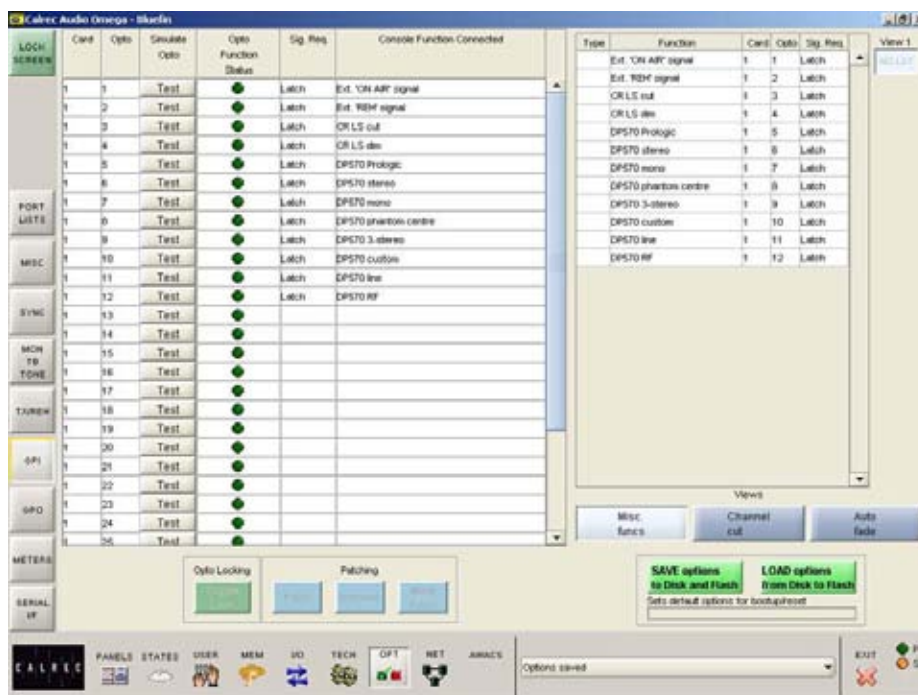 Calrec Audio Omega - Bluefin
LOCK
SCREEN
PORT
LISTS
MISC
SYNC
MON
TB
TONE
TX/REH
GPI
GPO
METERS
SERIAL
I/F
Card Opto Simulate Opto Opto Function Status Sig. Req. Console Function Connected
1 1 Test Latch Ext. 'ON AIR' signal
1 2 Test Latch Ext. 'REH' signal
1 3 Test Latch CR LS cut
1 4 Test Latch CR LS dim
1 5 Test Latch DP570 Prologic
1 6 Test Latch DP570 stereo
1 7 Test Latch DP570 mono
1 8 Test Latch DP570 phantom centre
1 9 Test Latch DP570 3-stereo
1 10 Test Latch DP570 custom
1 11 Test Latch DP570 line
1 12 Test Latch DP570 RF
1 13 Test
1 14 Test
1 15 Test
1 16 Test
1 17 Test
1 18 Test
1 19 Test
1 20 Test
1 21 Test
1 22 Test
1 23 Test
1 24 Test
1 25 Test
Type Function Card Opto Sig. Req.
Ext. 'ON AIR' signal 1 1 Latch
Ext. 'REH' signal 1 2 Latch
CR LS cut 1 3 Latch
CR LS dim 1 4 Latch
DP570 Prologic 1 5 Latch
DP570 stereo 1 6 Latch
DP570 mono 1 7 Latch
DP570 phantom centre 1 8 Latch
DP570 3-stereo 1 9 Latch
DP570 custom 1 10 Latch
DP570 line 1 11 Latch
DP570 RF 1 12 Latch
View 1
Views
Misc
funcs
Channel
cut
Auto
fade
Opto Locking
Patching
SAVE options
to Disk and Flash
LOAD options
from Disk to Flash
Sets default options for bootup/reset
CALREC
PANELS STATES USER MEM I/O TECH OPT NET AWACS
Options saved
EXIT